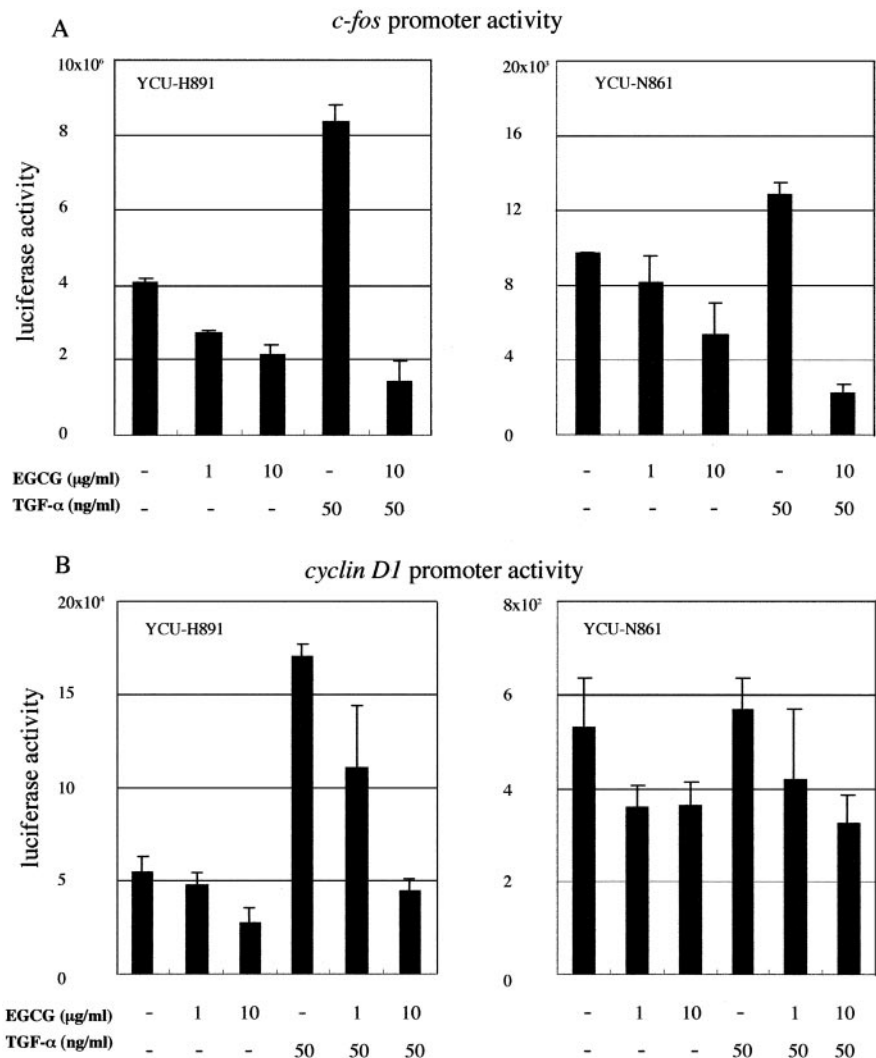 A
c-fos promoter activity
10x10⁶
YCU-H891
8
6
4
2
0
luciferase activity
20x10³
YCU-N861
16
12
8
4
0
EGCG (μg/ml) - 1 10 - 10 - 1 10 - 10
TGF-α (ng/ml) - - - 50 50 - - - 50 50
B
cyclin D1 promoter activity
20x10⁴
YCU-H891
15
10
5
0
luciferase activity
8x10²
YCU-N861
6
4
2
0
EGCG (μg/ml) - 1 10 - 1 10 - 1 10 - 1 10
TGF-α (ng/ml) - - - 50 50 50 - - - 50 50 50